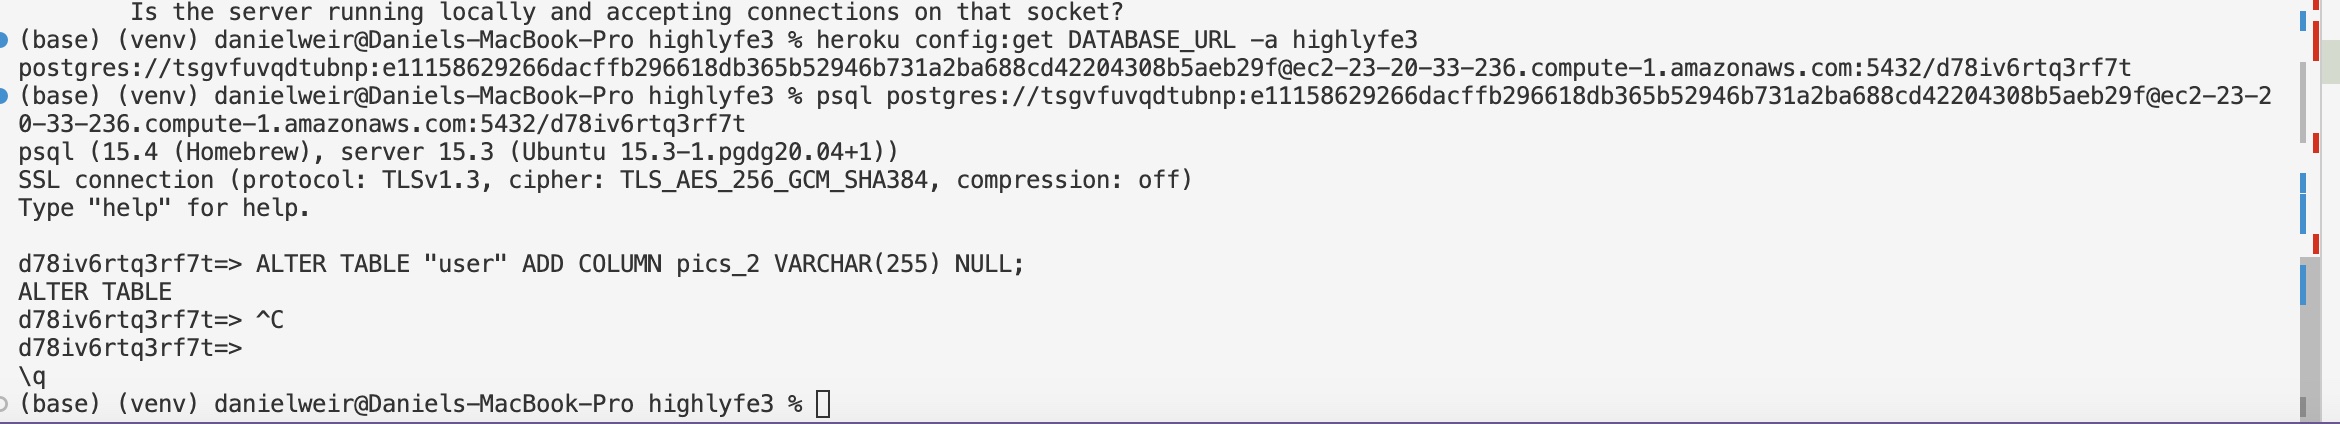 Is the server running locally and accepting connections on that socket?
(base) (venv) danielweir@Daniels-MacBook-Pro highlyfe3 % heroku config:get DATABASE_URL -a highlyfe3
postgres://tsgvfuvqdtubnp:e11158629266dacffb296618db365b52946b731a2ba688cd42204308b5aeb29f@ec2-23-20-33-236.compute-1.amazonaws.com:5432/d78iv6rtq3rf7t
(base) (venv) danielweir@Daniels-MacBook-Pro highlyfe3 % psql postgres://tsgvfuvqdtubnp:e11158629266dacffb296618db365b52946b731a2ba688cd42204308b5aeb29f@ec2-23-2
0-33-236.compute-1.amazonaws.com:5432/d78iv6rtq3rf7t
psql (15.4 (Homebrew), server 15.3 (Ubuntu 15.3-1.pgdg20.04+1))
SSL connection (protocol: TLSv1.3, cipher: TLS_AES_256_GCM_SHA384, compression: off)
Type "help" for help.
d78iv6rtq3rf7t=> ALTER TABLE "user" ADD COLUMN pics_2 VARCHAR(255) NULL;
ALTER TABLE
d78iv6rtq3rf7t=> ^C
d78iv6rtq3rf7t=>
\q
(base) (venv) danielweir@Daniels-MacBook-Pro highlyfe3 %